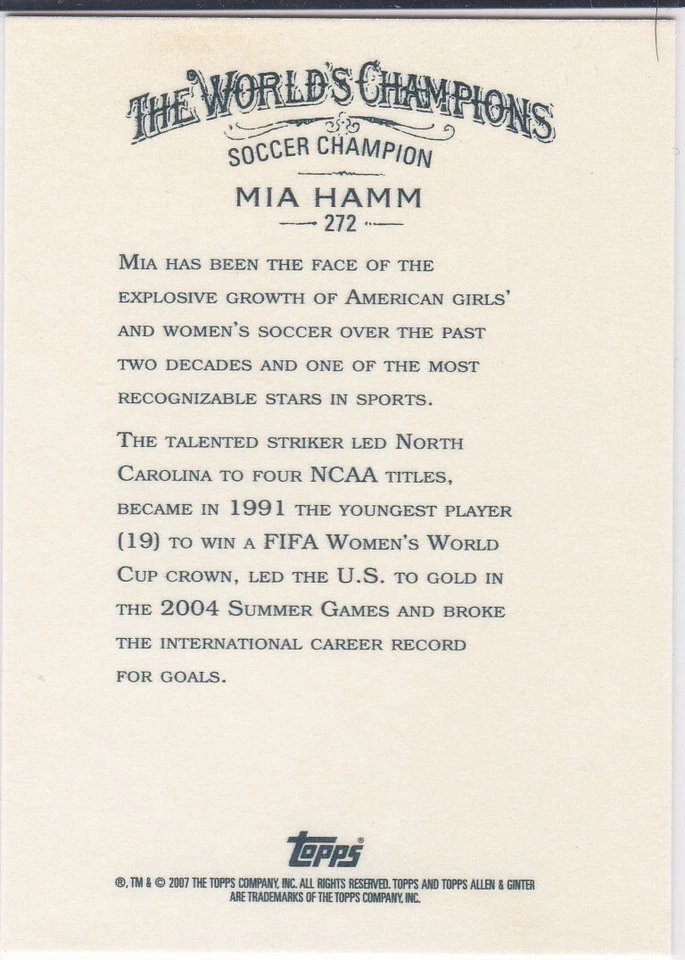 THE WORLD'S CHAMPIONS
SOCCER CHAMPION
MIA HAMM
272
MIA HAS BEEN THE FACE OF THE
EXPLOSIVE GROWTH OF AMERICAN GIRLS'
AND WOMEN'S SOCCER OVER THE PAST
TWO DECADES AND ONE OF THE MOST
RECOGNIZABLE STARS IN SPORTS.
THE TALENTED STRIKER LED NORTH
CAROLINA TO FOUR NCAA TITLES,
BECAME IN 1991 THE YOUNGEST PLAYER
(19) TO WIN A FIFA WOMEN'S WORLD
CUP CROWN, LED THE U.S. TO GOLD IN
THE 2004 SUMMER GAMES AND BROKE
THE INTERNATIONAL CAREER RECORD
FOR GOALS.
topps®
®, TM & © 2007 THE TOPPS COMPANY, INC. ALL RIGHTS RESERVED. TOPPS AND TOPPS ALLEN & GINTER
ARE TRADEMARKS OF THE TOPPS COMPANY, INC.